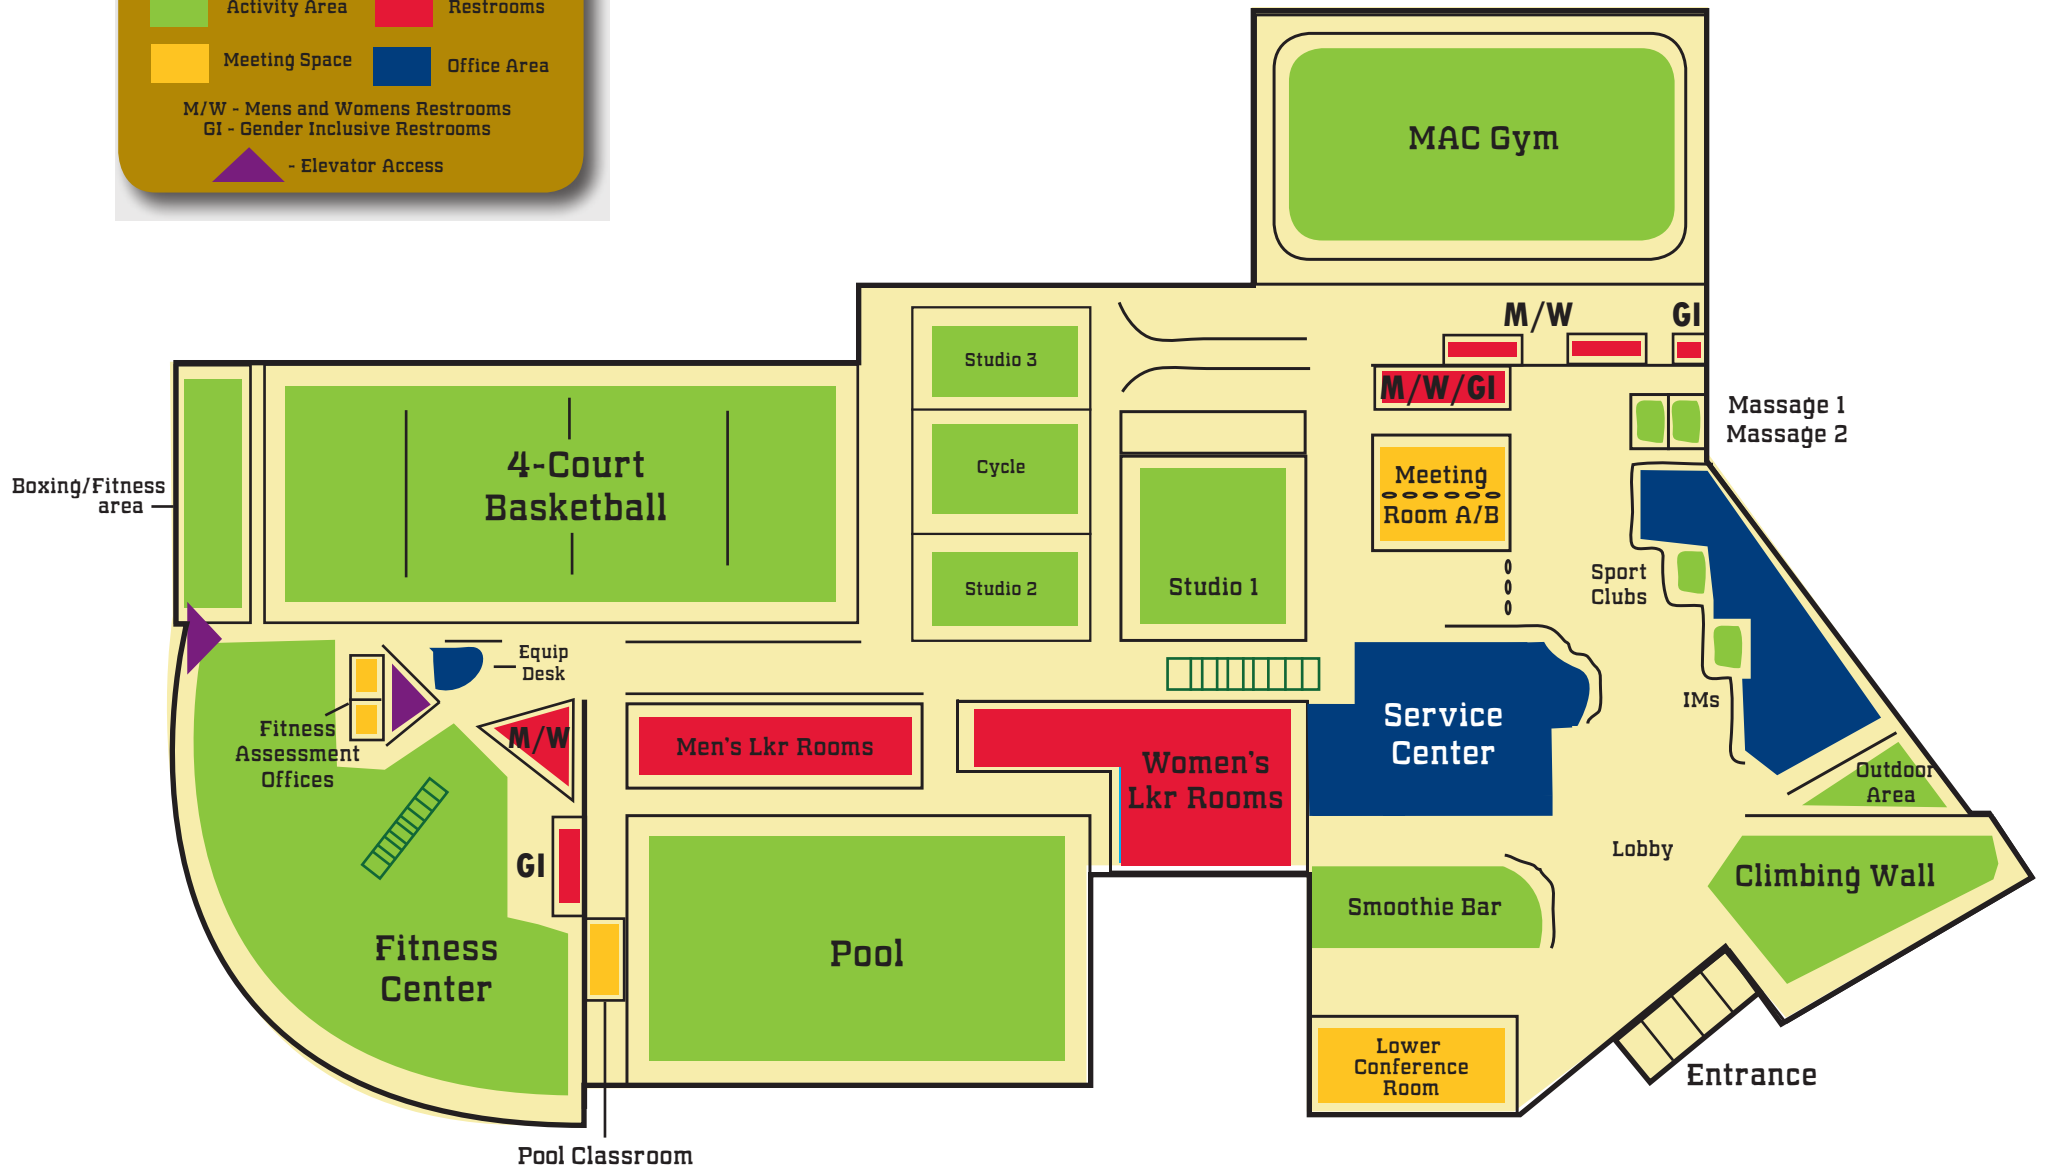 Activity Area
Restrooms
Meeting Space
Office Area
M/W - Mens and Womens Restrooms
GI - Gender Inclusive Restrooms
- Elevator Access
MAC Gym
M/W
GI
M/W/GI
Massage 1
Massage 2
Studio 3
Cycle
Studio 2
Studio 1
Meeting
Room A/B
4-Court
Basketball
Boxing/Fitness
area
Sport
Clubs
IMs
Equip
Desk
Fitness
Assessment
Offices
M/W
Men's Lkr Rooms
Women's
Lkr Rooms
Service
Center
Outdoor
Area
Lobby
Climbing Wall
GI
Smoothie Bar
Fitness
Center
Pool
Lower
Conference
Room
Entrance
Pool Classroom